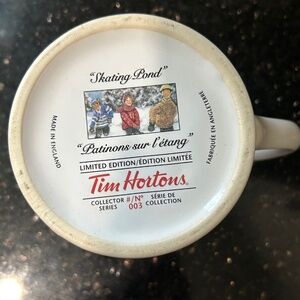 "Skating Pond"
MADE IN ENGLAND
FABRIQUÉE EN ANGLETERRE
"Patinons sur l'étang"
LIMITED EDITION/ÉDITION LIMITÉE
Tim Hortons®
COLLECTOR SERIES #/Nº 003 SÉRIE DE COLLECTION